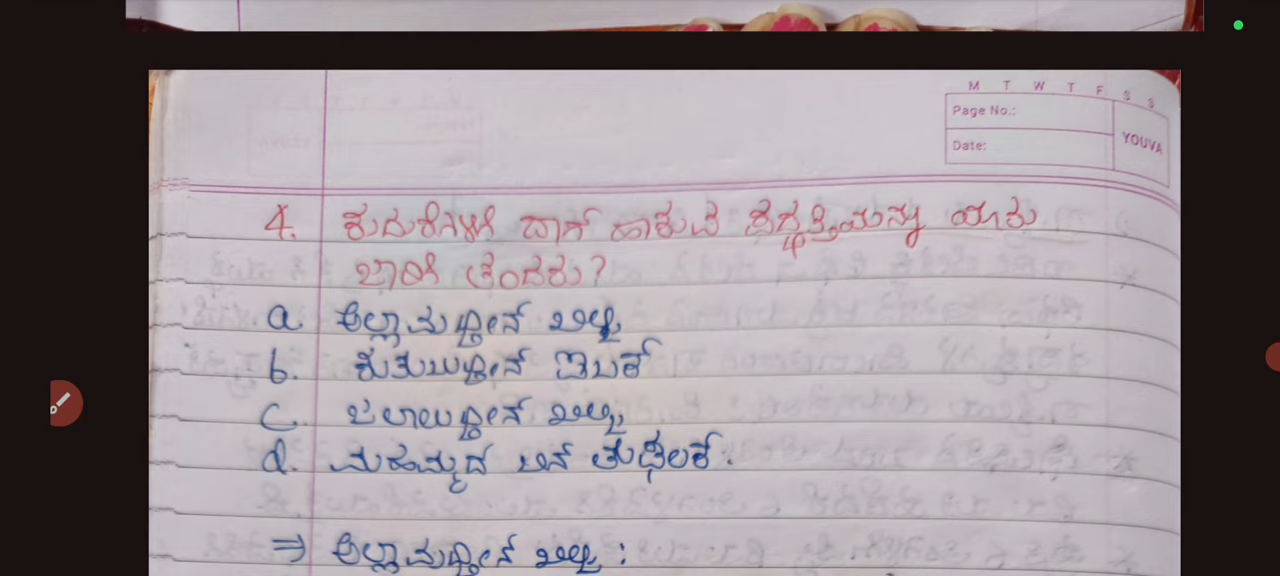 M T W T F S S
Page No.:
Date:
YOUVA
4. ಕುದುರೆಗಳಿಗೆ ದಾಗ್ ಹಾಕುವ ಪದ್ಧತಿಯನ್ನು ಯಾರು
ಜಾರಿಗೆ ತಂದರು?
a. ಅಲ್ಲಾವುದ್ದೀನ್ ಖಿಲ್ಜಿ
b. ಕುತುಬುದ್ದೀನ್ ಐಬಕ್
C. ಜಲಾಲುದ್ದೀನ್ ಖಿಲ್ಜಿ
d. ಮಹಮ್ಮದ ಬಿನ್ ತುಘಲಕ್.
⇒ ಅಲ್ಲಾವುದ್ದೀನ್ ಖಿಲ್ಜಿ :